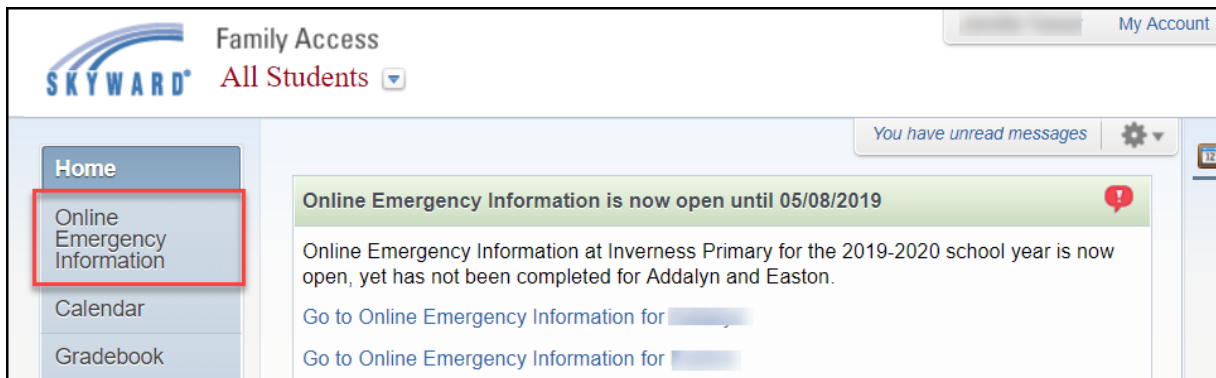 My Account
Family Access
SKYWARD
All Students
You have unread messages
Home
Online
Emergency
Information
Calendar
Gradebook
Online Emergency Information is now open until 05/08/2019
Online Emergency Information at Inverness Primary for the 2019-2020 school year is now
open, yet has not been completed for Addalyn and Easton.
Go to Online Emergency Information for
Go to Online Emergency Information for